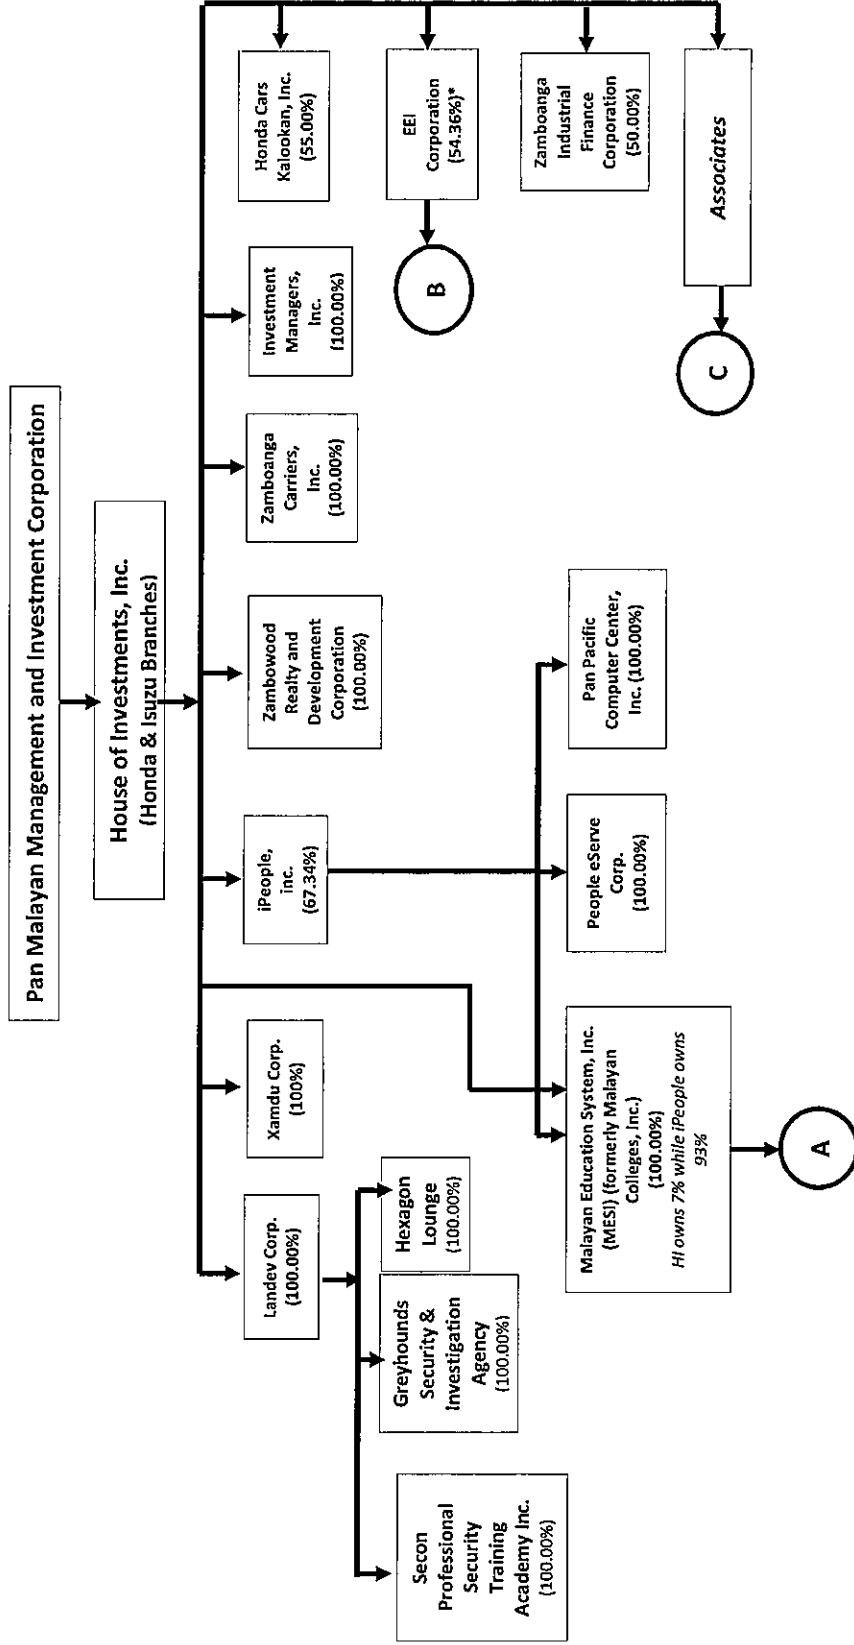 Pan Malayan Management and Investment Corporation
House of Investments, Inc.
(Honda & Isuzu Branches)
Landev Corp.
(100.00%)
Xamdu Corp.
(100%)
iPeople,
inc.
(67.34%)
Zambowood
Realty and
Development
Corporation
(100.00%)
Zamboanga
Carriers,
Inc.
(100.00%)
Investment
Managers,
Inc.
(100.00%)
Honda Cars
Kalookan, Inc.
(55.00%)
EEI
Corporation
(54.36%)*
B
Zamboanga
Industrial
Finance
Corporation
(50.00%)
Associates
C
Secon
Professional
Security
Training
Academy Inc.
(100.00%)
Greyhounds
Security &
Investigation
Agency
(100.00%)
Hexagon
Lounge
(100.00%)
Malayan Education System, Inc.
(MESI) (formerly Malayan
Colleges, Inc.)
(100.00%)
HI owns 7% while iPeople owns
93%
A
People eServe
Corp.
(100.00%)
Pan Pacific
Computer Center,
Inc. (100.00%)